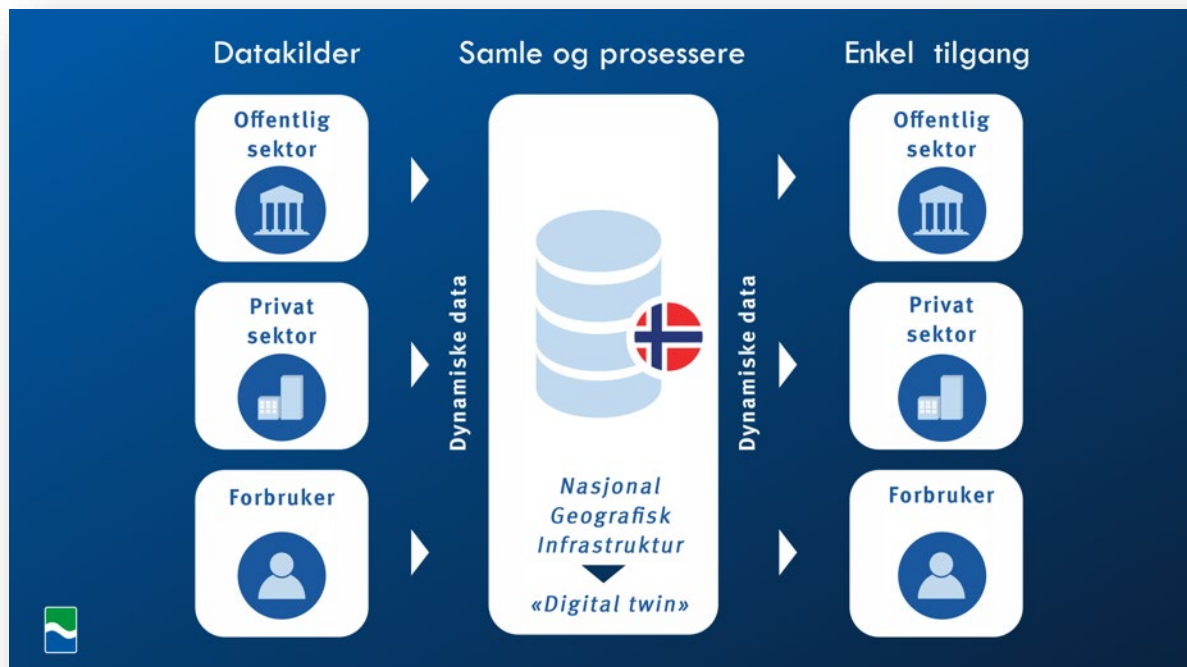 Datakilder
Samle og prosessere
Enkel tilgang
Offentlig
sektor
Privat
sektor
Forbruker
Dynamiske data
Nasjonal
Geografisk
Infrastruktur
«Digital twin»
Dynamiske data
Offentlig
sektor
Privat
sektor
Forbruker